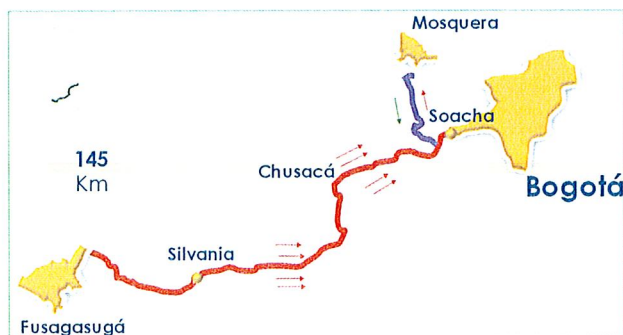 Mosquera
Soacha
145
Km
Chusacá
Bogotá
Silvania
Fusagasugá